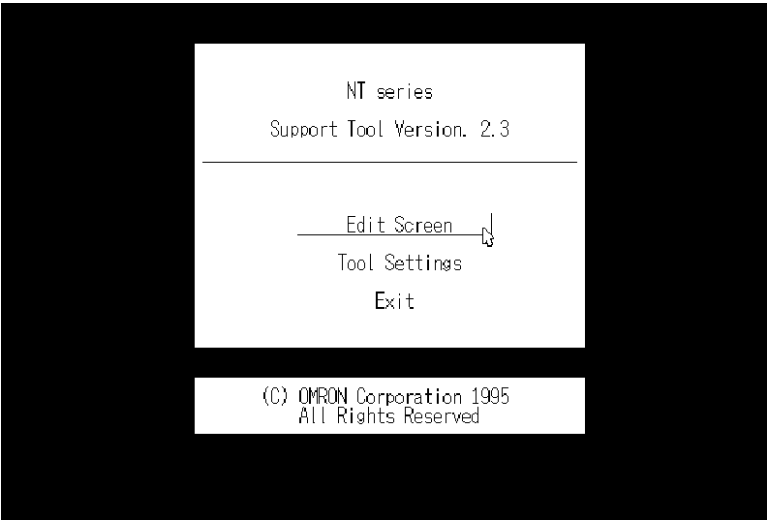 NT series
Support Tool Version. 2.3
Edit Screen
Tool Settings
Exit
(C) OMRON Corporation 1995
All Rights Reserved